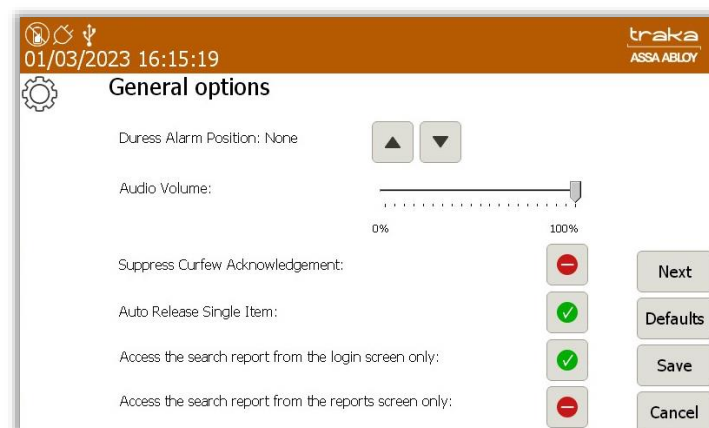 01/03/2023 16:15:19
traka
ASSA ABLOY
General options
Duress Alarm Position: None
Audio Volume:
0% 100%
Suppress Curfew Acknowledgement:
Next
Auto Release Single Item:
Defaults
Access the search report from the login screen only:
Save
Access the search report from the reports screen only:
Cancel